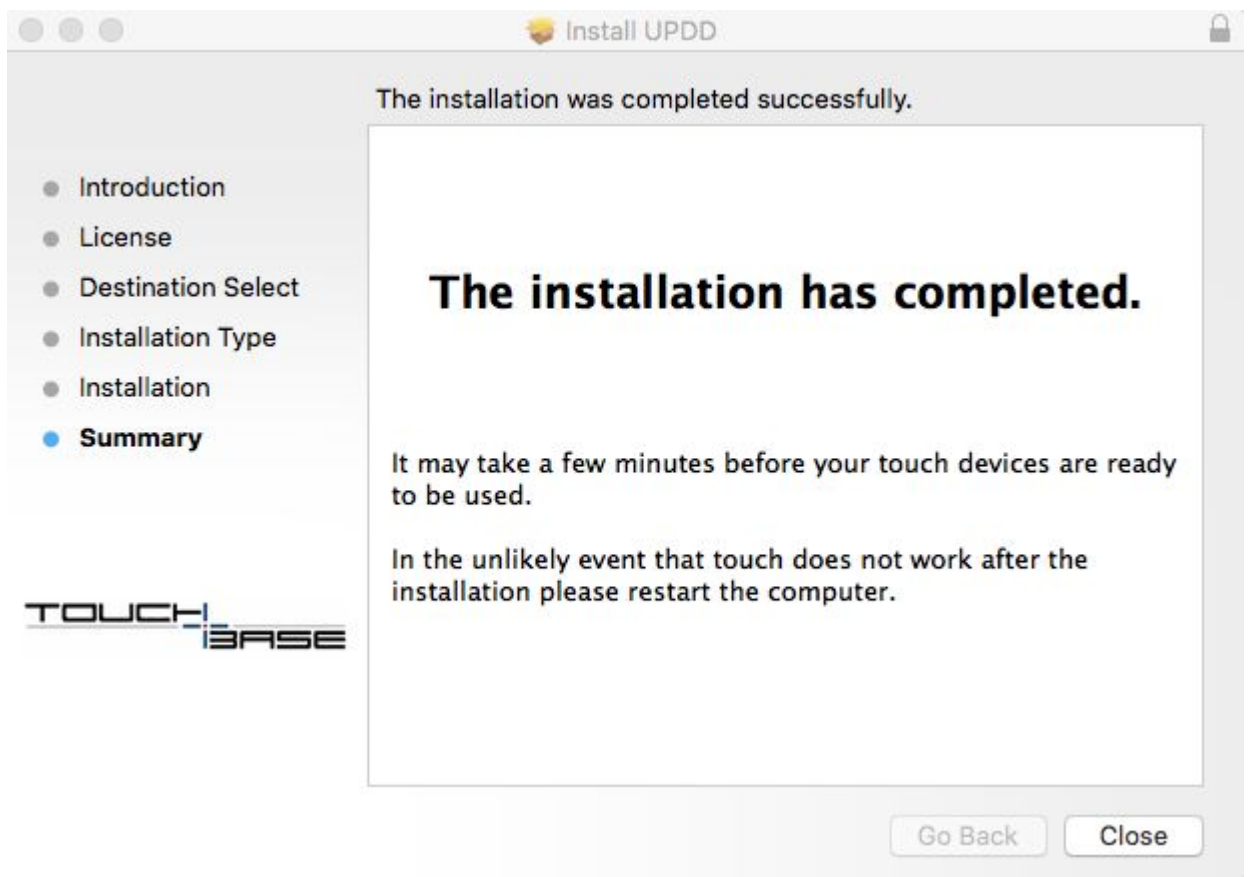 Install UPDD
The installation was completed successfully.
Introduction
License
Destination Select
Installation Type
Installation
Summary
The installation has completed.
It may take a few minutes before your touch devices are ready
to be used.
In the unlikely event that touch does not work after the
installation please restart the computer.
TOUCH
BASE
Go Back
Close